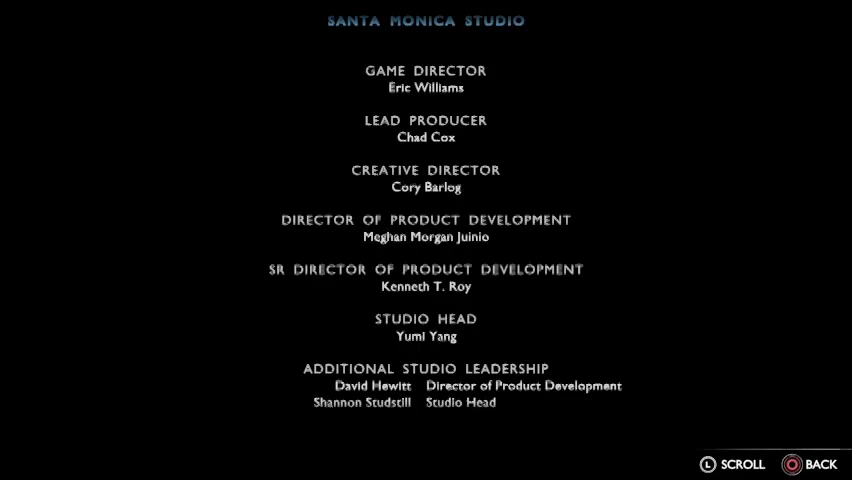 SANTA MONICA STUDIO
GAME DIRECTOR
Eric Williams
LEAD PRODUCER
Chad Cox
CREATIVE DIRECTOR
Cory Barlog
DIRECTOR OF PRODUCT DEVELOPMENT
Meghan Morgan Juinio
SR DIRECTOR OF PRODUCT DEVELOPMENT
Kenneth T. Roy
STUDIO HEAD
Yumi Yang
ADDITIONAL STUDIO LEADERSHIP
David Hewitt Director of Product Development
Shannon Studstill Studio Head
L SCROLL BACK